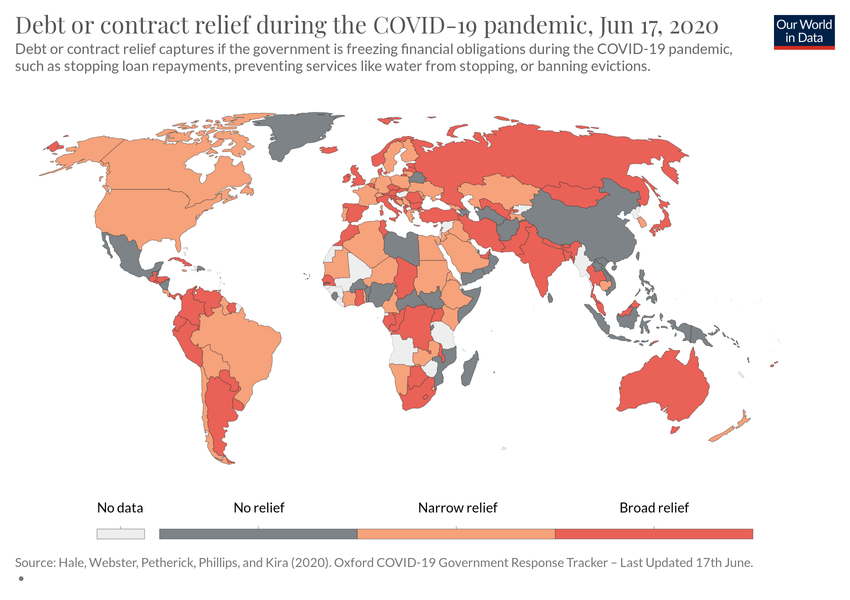 Debt or contract relief during the COVID-19 pandemic, Jun 17, 2020
Our World
in Data
Debt or contract relief captures if the government is freezing financial obligations during the COVID-19 pandemic,
such as stopping loan repayments, preventing services like water from stopping, or banning evictions.
No data
No relief
Narrow relief
Broad relief
Source: Hale, Webster, Petherick, Phillips, and Kira (2020). Oxford COVID-19 Government Response Tracker – Last Updated 17th June.